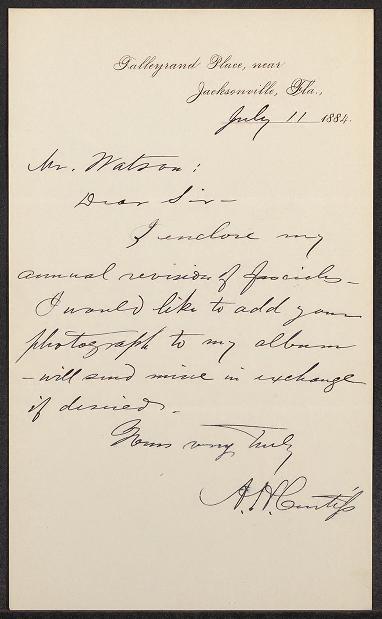 Talleyrand Place, near
Jacksonville, Fla.,
July 11 1884.
Mr. Watson:
Dear Sir—
I enclose my
annual revision of fascicles—
I would like to add your
photograph to my album
—will send mine in exchange
if desired.
Yours very truly
A. H. Curtiss